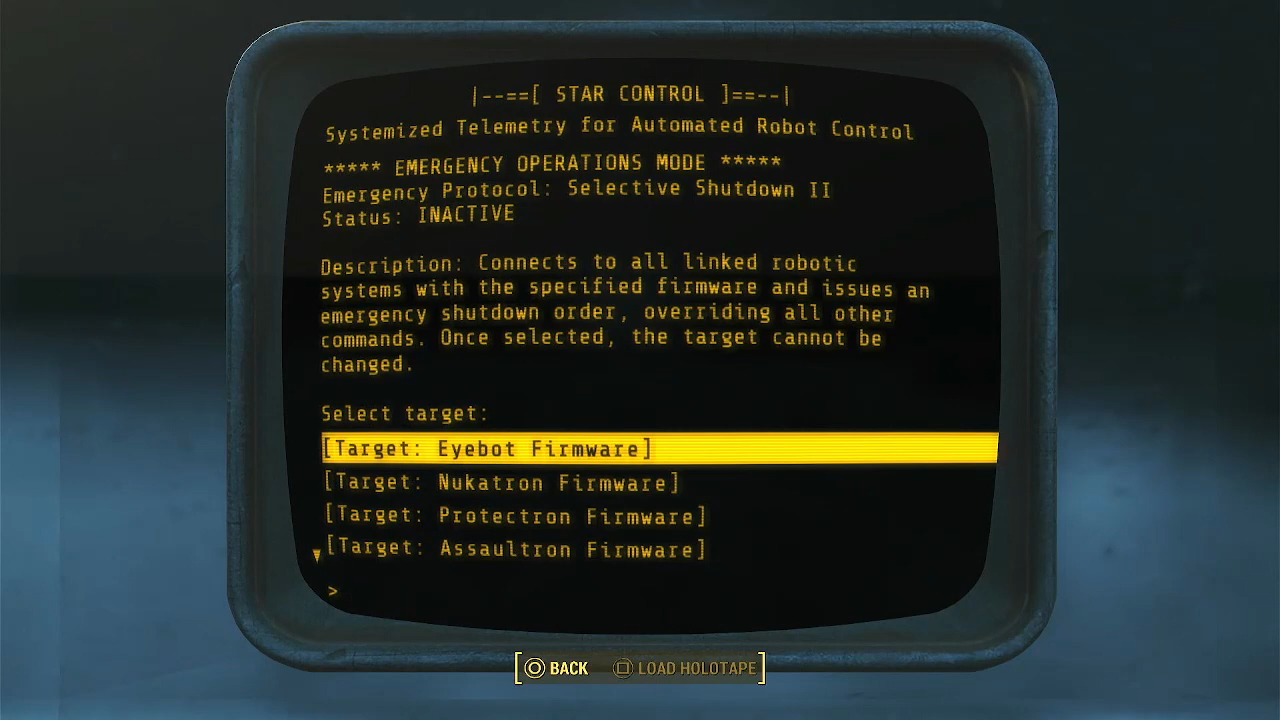 |--==[ STAR CONTROL ]==--|
Systemized Telemetry for Automated Robot Control
***** EMERGENCY OPERATIONS MODE *****
Emergency Protocol: Selective Shutdown II
Status: INACTIVE
Description: Connects to all linked robotic
systems with the specified firmware and issues an
emergency shutdown order, overriding all other
commands. Once selected, the target cannot be
changed.
Select target:
[Target: Eyebot Firmware]
[Target: Nukatron Firmware]
[Target: Protectron Firmware]
[Target: Assaultron Firmware]
>
BACK LOAD HOLOTAPE